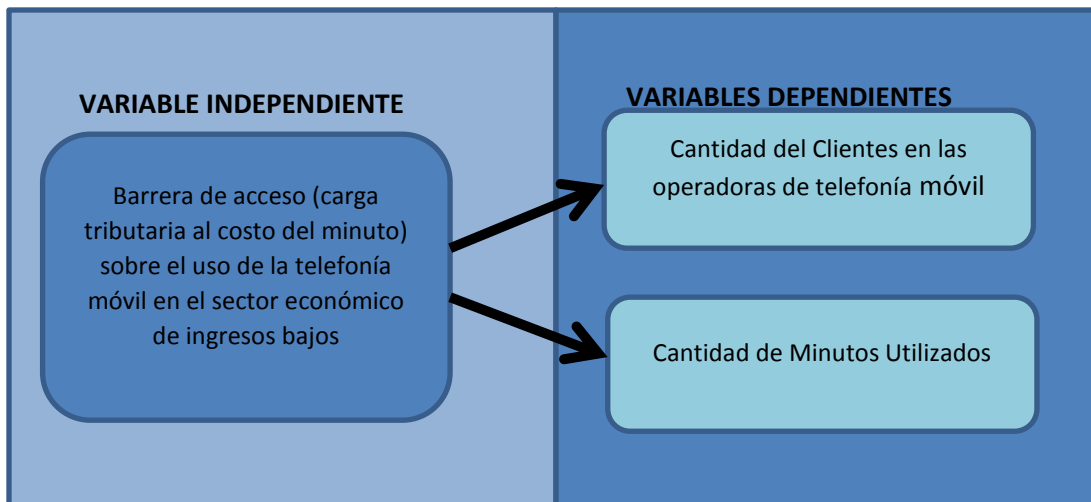 VARIABLE INDEPENDIENTE
Barrera de acceso (carga
tributaria al costo del minuto)
sobre el uso de la telefonía
móvil en el sector económico
de ingresos bajos
VARIABLES DEPENDIENTES
Cantidad del Clientes en las
operadoras de telefonía móvil
Cantidad de Minutos Utilizados